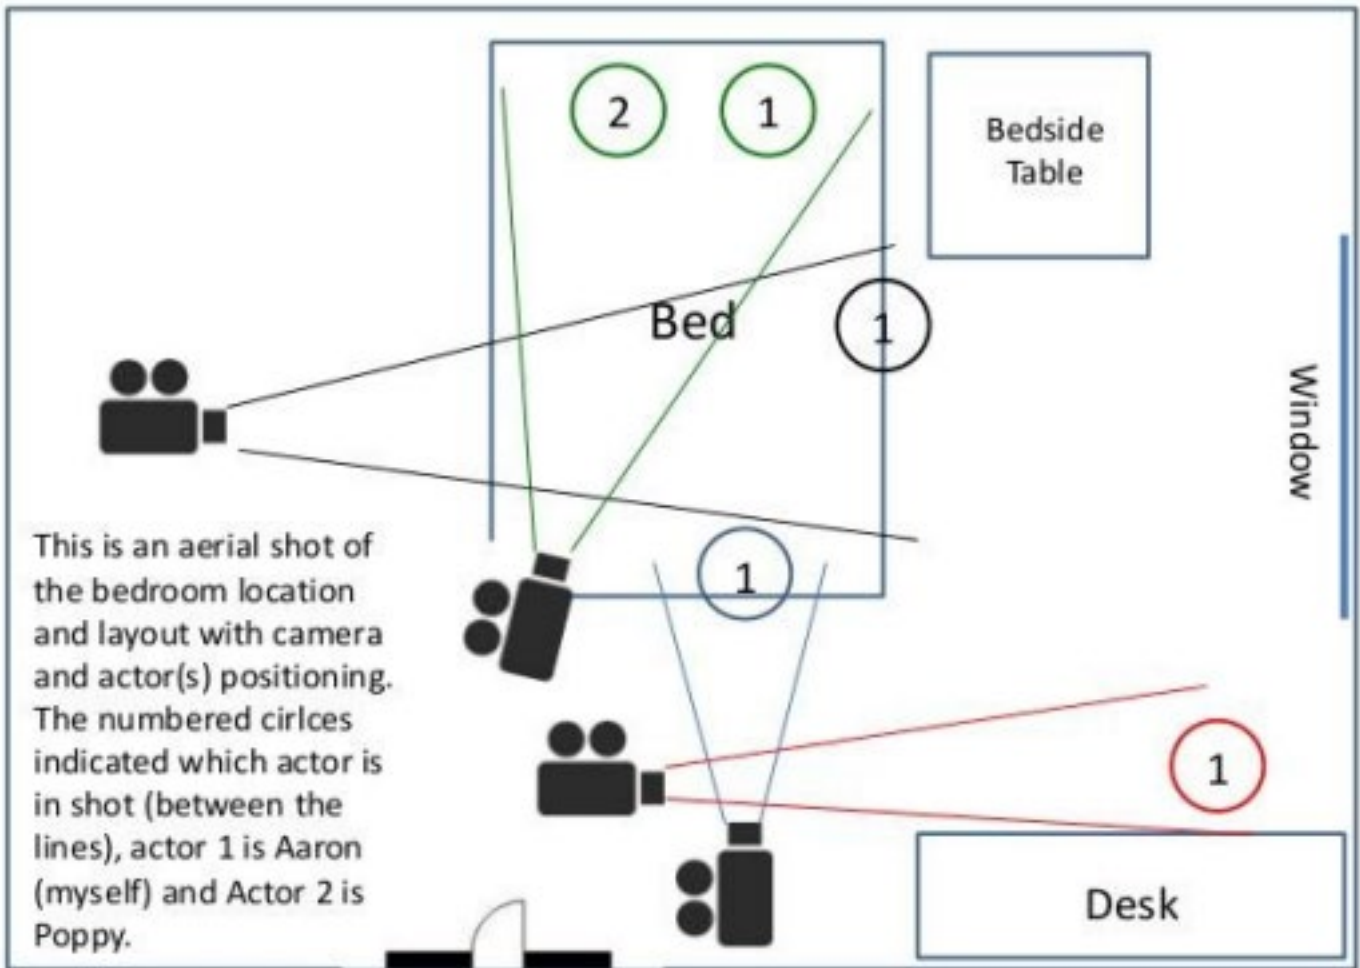 2
1
Bedside
Table
Bed
1
Window
This is an aerial shot of
the bedroom location
and layout with camera
and actor(s) positioning.
The numbered cirlces
indicated which actor is
in shot (between the
lines), actor 1 is Aaron
(myself) and Actor 2 is
Poppy.
1
1
Desk